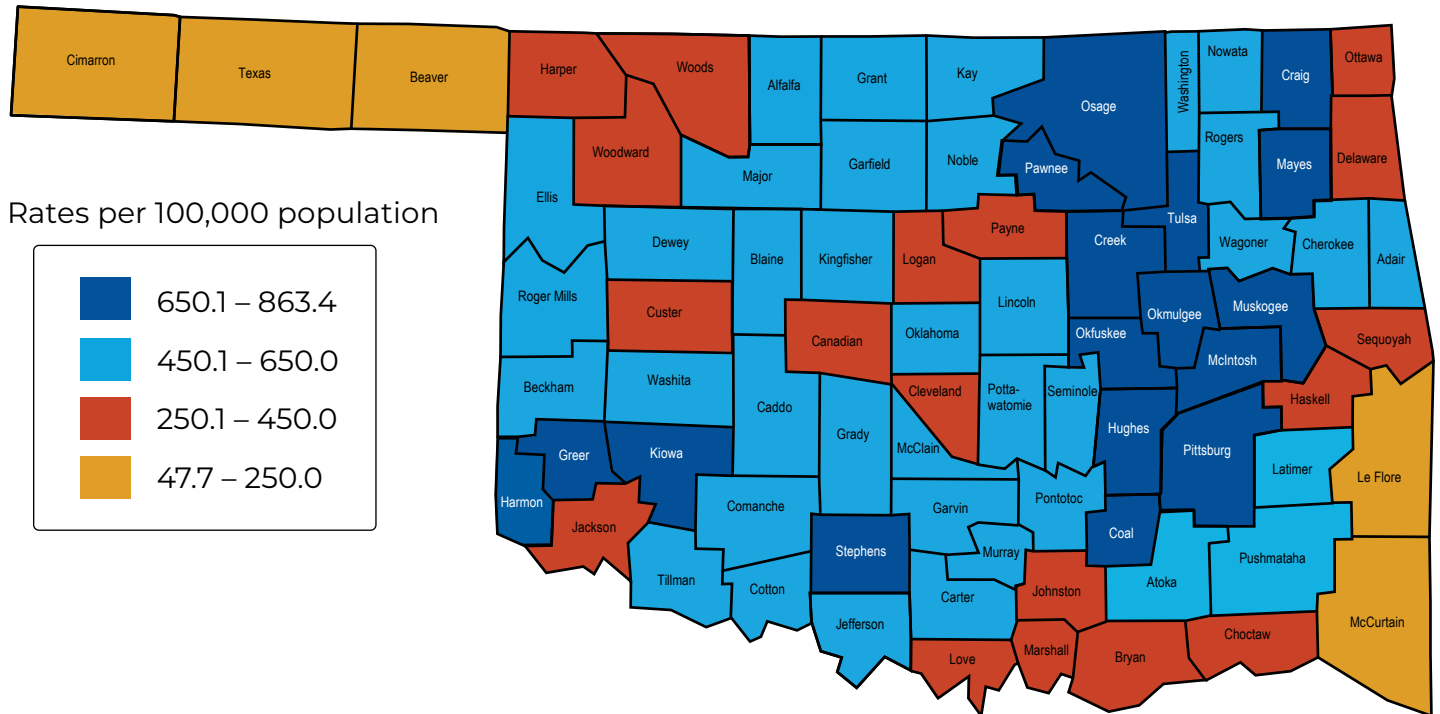 Cimarron
Texas
Beaver
Harper
Woods
Alfalfa
Grant
Kay
Osage
Washington
Nowata
Craig
Ottawa
Woodward
Major
Garfield
Noble
Pawnee
Rogers
Mayes
Delaware
Ellis
Rates per 100,000 population
650.1 – 863.4
450.1 – 650.0
250.1 – 450.0
47.7 – 250.0
Dewey
Blaine
Kingfisher
Logan
Payne
Creek
Tulsa
Wagoner
Cherokee
Adair
Roger Mills
Custer
Canadian
Oklahoma
Lincoln
Okfuskee
Okmulgee
Muskogee
McIntosh
Sequoyah
Beckham
Washita
Caddo
Grady
Cleveland
McClain
Potta-
watomie
Seminole
Hughes
Pittsburg
Haskell
Latimer
Le Flore
Harmon
Greer
Kiowa
Jackson
Comanche
Stephens
Garvin
Murray
Pontotoc
Coal
Pushmataha
Tillman
Cotton
Jefferson
Carter
Johnston
Atoka
McCurtain
Love
Marshall
Bryan
Choctaw